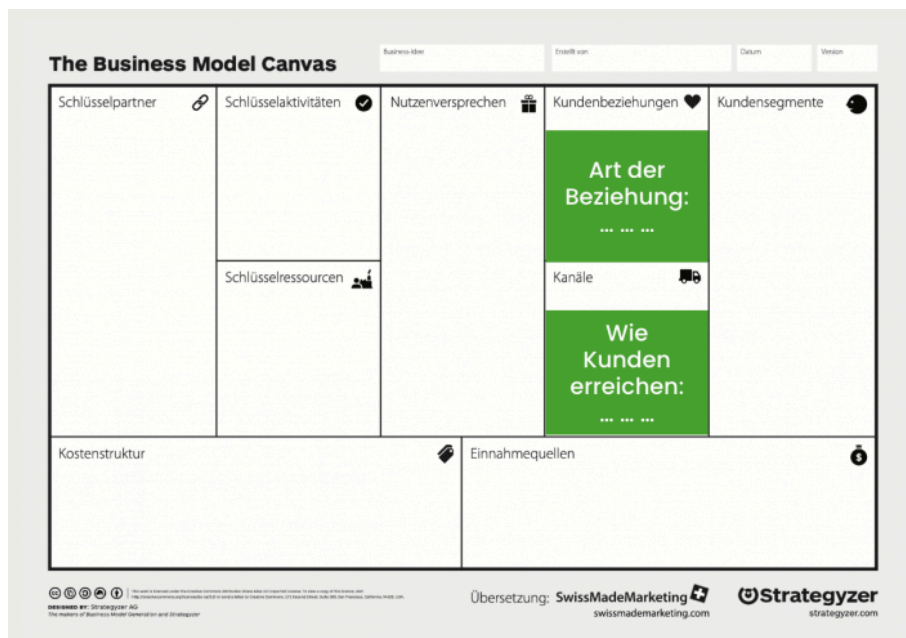 The Business Model Canvas
Business-Idee
Erstellt von
Datum
Version
Schlüsselpartner
Schlüsselaktivitäten
Nutzenversprechen
Kundenbeziehungen
Kundensegmente
Art der
Beziehung:
... ... ...
Schlüsselressourcen
Kanäle
Wie
Kunden
erreichen:
... ... ...
Kostenstruktur
Einnahmequellen
DESIGNED BY: Strategyzer AG
The makers of Business Model Generation and Strategyzer
Übersetzung: SwissMadeMarketing
swissmademarketing.com
Strategyzer
strategyzer.com